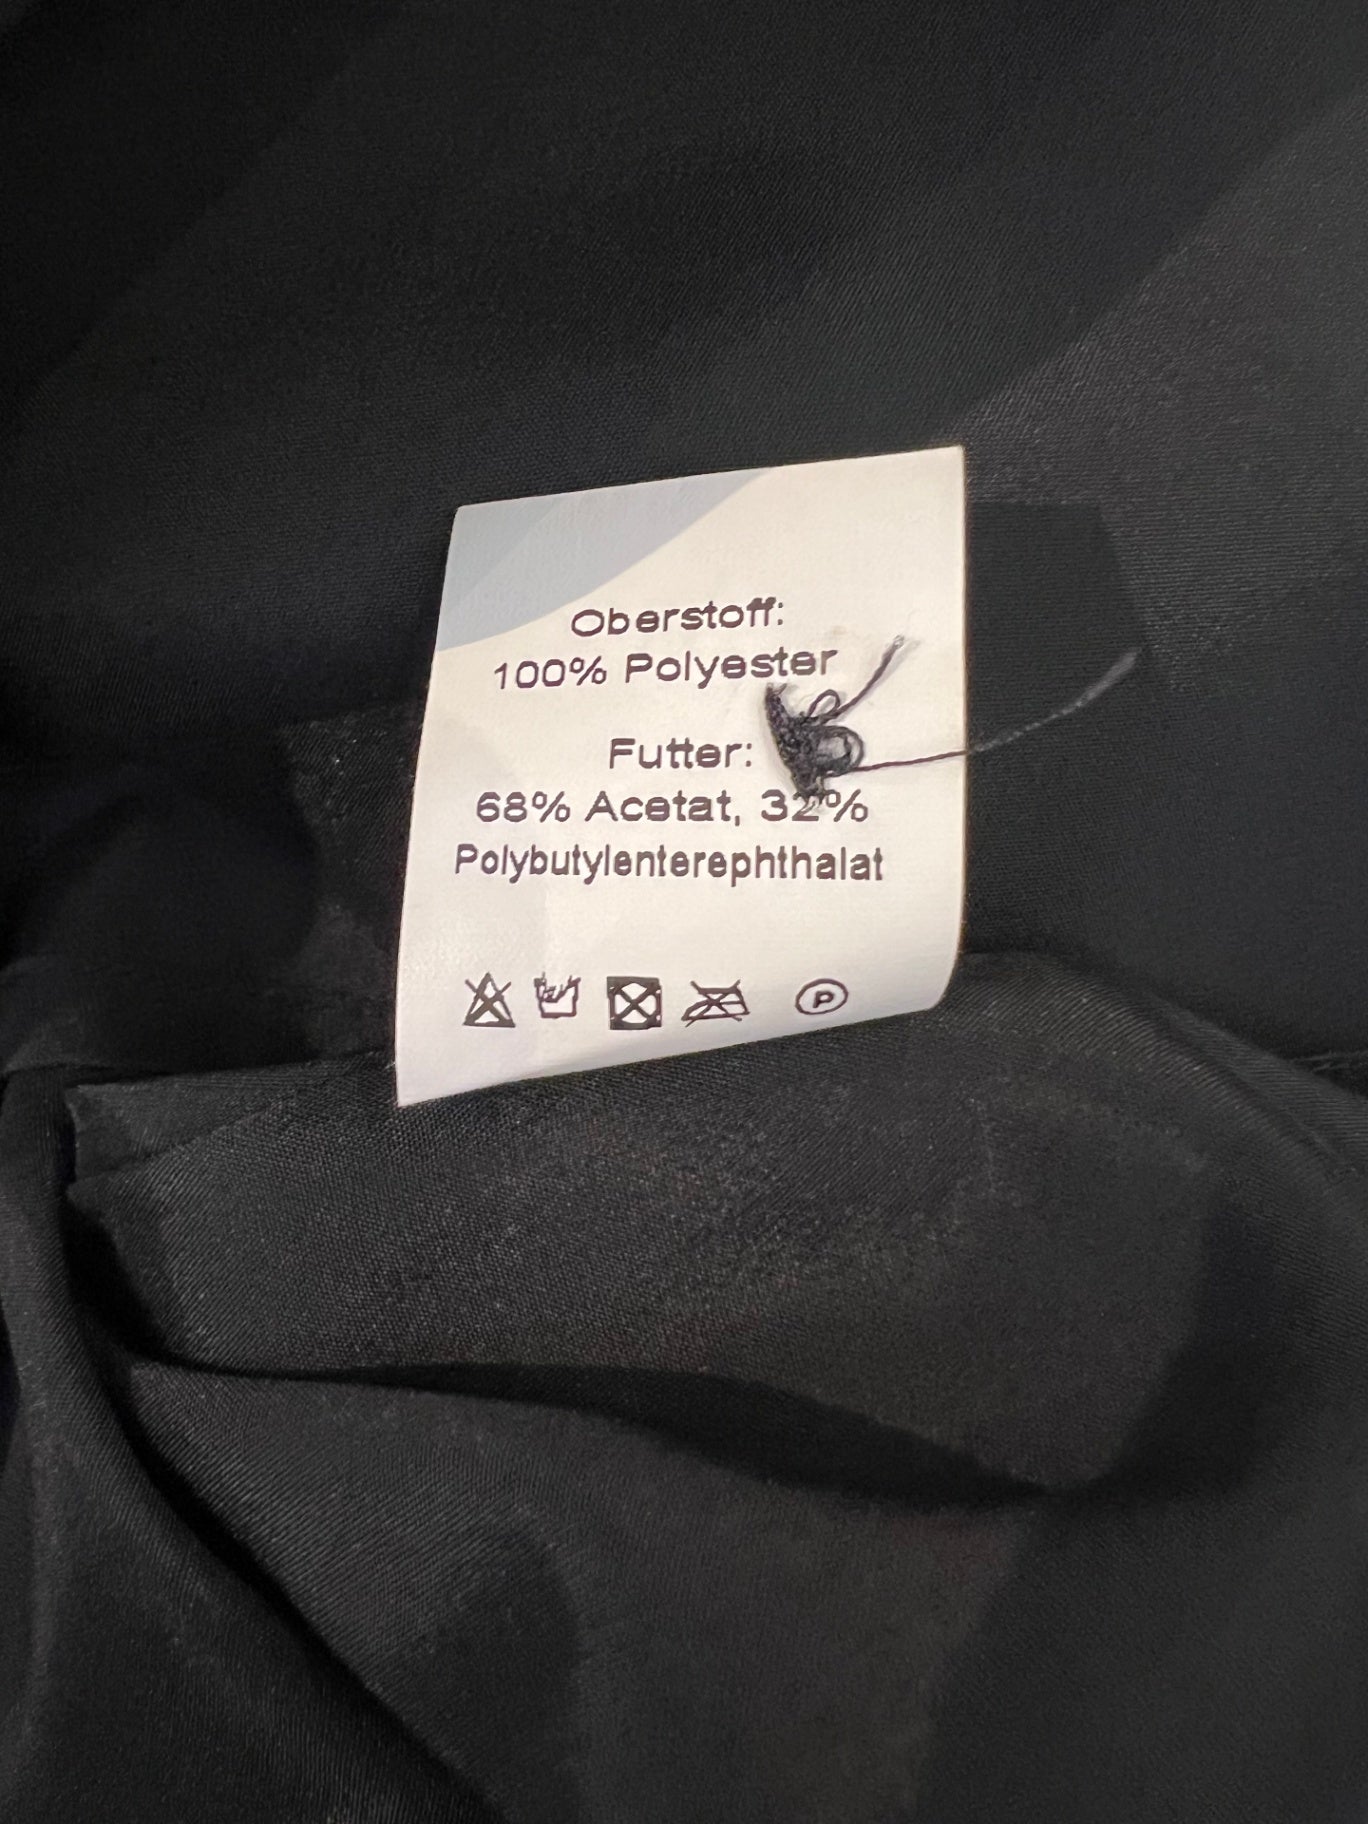 Oberstoff:
100% Polyester
Futter:
68% Acetat, 32%
Polybutylenterephthalat
P